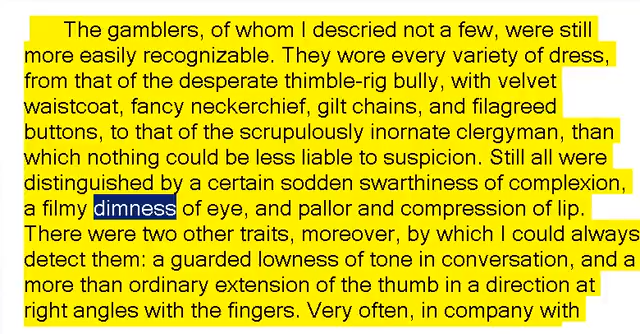 The gamblers, of whom I descried not a few, were still
more easily recognizable. They wore every variety of dress,
from that of the desperate thimble-rig bully, with velvet
waistcoat, fancy neckerchief, gilt chains, and filagreed
buttons, to that of the scrupulously inornate clergyman, than
which nothing could be less liable to suspicion. Still all were
distinguished by a certain sodden swarthiness of complexion,
a filmy dimness of eye, and pallor and compression of lip.
There were two other traits, moreover, by which I could always
detect them: a guarded lowness of tone in conversation, and a
more than ordinary extension of the thumb in a direction at
right angles with the fingers. Very often, in company with